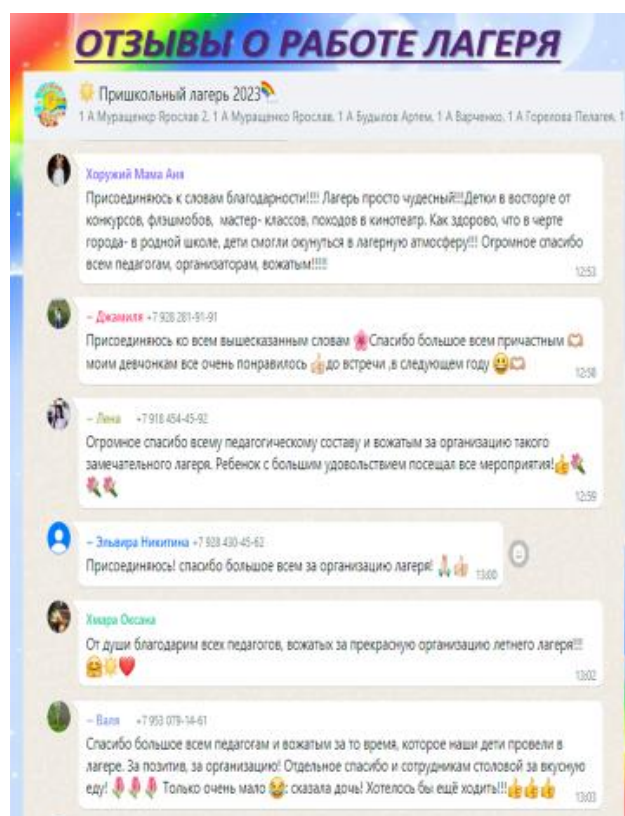 ОТЗЫВЫ О РАБОТЕ ЛАГЕРЯ
☀️ Пришкольный лагерь 2023
1 А Муращенкр Ярослав 2, 1 А Муращенко Ярослав, 1 А Будылов Артем, 1 А Варченко, 1 А Горелова Пелагея, 1
Хоружий Мама Аня
Присоединяюсь к словам благодарности!!!! Лагерь просто чудесный!!!Детки в восторге от
конкурсов, флэшмобов, мастер- классов, походов в кинотеатр. Как здорово, что в черте
города- в родной школе, дети смогли окунуться в лагерную атмосферу!!! Огромное спасибо
всем педагогам, организаторам, вожатым!!!!!
12:53
~ Джамиля +7 928 281-91-91
Присоединяюсь ко всем вышесказанным словам 🌸Спасибо большое всем причастным 🫶🏼
моим девчонкам все очень понравилось 👍🏼до встречи ,в следующем году 😃🫶🏼
12:58
~ Лена +7 918 454-45-92
Огромное спасибо всему педагогическому составу и вожатым за организацию такого
замечательного лагеря. Ребенок с большим удовольствием посещал все мероприятия!👍🌷
🌷🌷
12:59
~ Эльвира Никитина +7 928 430-45-62
Присоединяюсь! спасибо большое всем за организацию лагеря! 🙏🏻👍🏻
13:00
Хмара Оксана
От души благодарим всех педагогов, вожатых за прекрасную организацию летнего лагеря!!!
🤗☀️❤️
13:02
~ Валя +7 953 079-14-61
Спасибо большое всем педагогам и вожатым за то время, которое наши дети провели в
лагере. За позитив, за организацию! Отдельное спасибо и сотрудникам столовой за вкусную
еду! 🌷🌷🌷 Только очень мало 😂: сказала дочь! Хотелось бы ещё ходить!!!👍👍👍
13:03